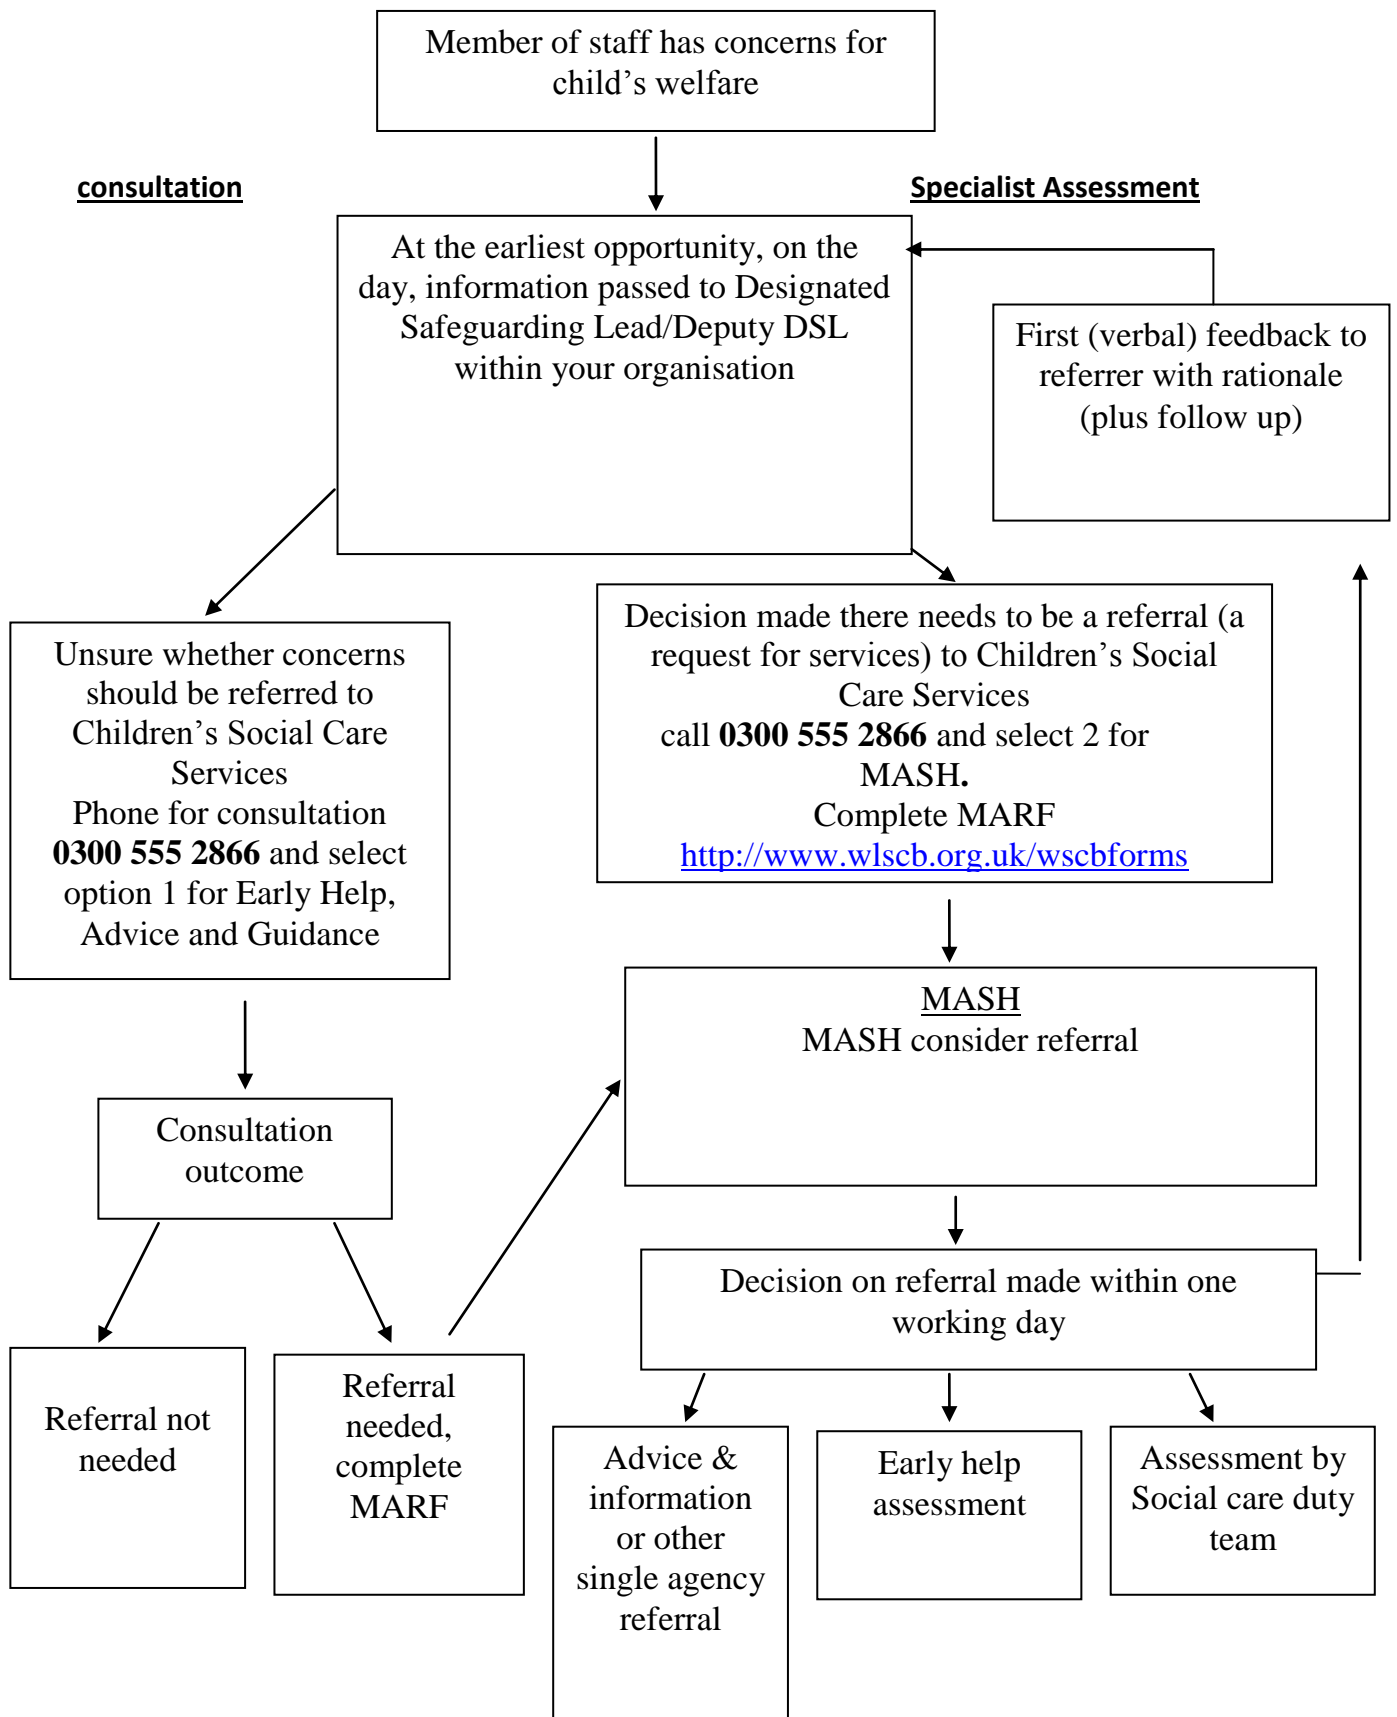 Member of staff has concerns for
child’s welfare
consultation
Specialist Assessment
At the earliest opportunity, on the
day, information passed to Designated
Safeguarding Lead/Deputy DSL
within your organisation
First (verbal) feedback to
referrer with rationale
(plus follow up)
Unsure whether concerns
should be referred to
Children’s Social Care
Services
Phone for consultation
0300 555 2866 and select
option 1 for Early Help,
Advice and Guidance
Decision made there needs to be a referral (a
request for services) to Children’s Social
Care Services
call 0300 555 2866 and select 2 for
MASH.
Complete MARF
http://www.wlscb.org.uk/wscbforms
MASH
MASH consider referral
Consultation
outcome
Decision on referral made within one
working day
Referral not
needed
Referral
needed,
complete
MARF
Advice &
information
or other
single agency
referral
Early help
assessment
Assessment by
Social care duty
team